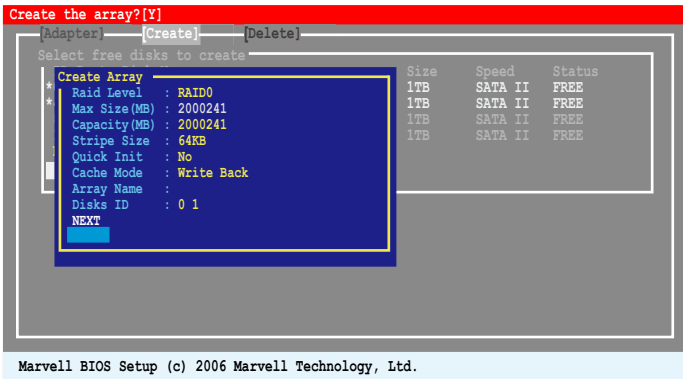 Create the array?[Y]
[Adapter] [Create] [Delete]
Select free disks to create
Size Speed Status
Create Array
* Raid Level : RAID0 1TB SATA II FREE
* Max Size(MB) : 2000241 1TB SATA II FREE
Capacity(MB) : 2000241 1TB SATA II FREE
Stripe Size : 64KB 1TB SATA II FREE
Quick Init : No
Cache Mode : Write Back
Array Name :
Disks ID : 0 1
NEXT
Marvell BIOS Setup (c) 2006 Marvell Technology, Ltd.